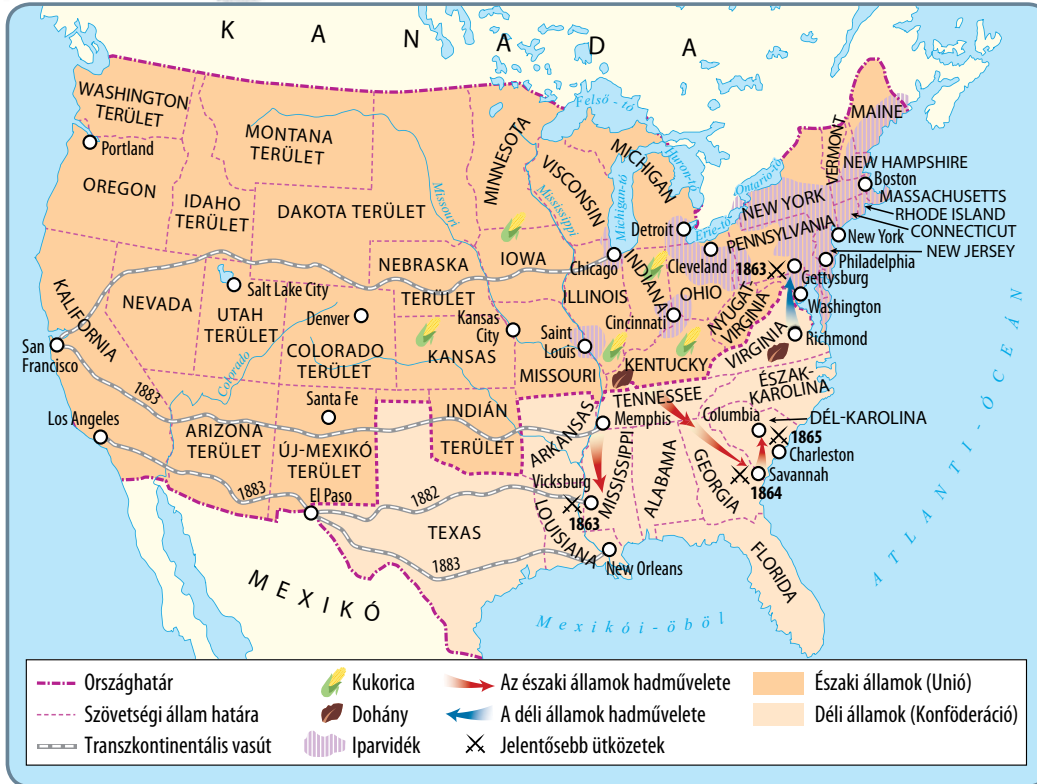 K A N A D A
WASHINGTON
TERÜLET
Portland
OREGON
MONTANA
TERÜLET
IDAHO
TERÜLET
DAKOTA TERÜLET
Missouri
MINNESOTA
Felső-tó
VISCONSIN
Mississippi
MICHIGAN
Michigan-tó
Huron-tó
Ontario-tó
Erie-tó
MAINE
VERMONT
NEW HAMPSHIRE
Boston
MASSACHUSETTS
RHODE ISLAND
CONNECTICUT
NEW YORK
New York
NEW JERSEY
PENNSYLVANIA
Philadelphia
Detroit
Cleveland
1863
Gettysburg
Washington
Chicago
IOWA
NEBRASKA
TERÜLET
ILLINOIS
INDIANA
OHIO
Cincinnati
NYUGAT-
VIRGINIA
VIRGINIA
Richmond
KALIFORNIA
NEVADA
Salt Lake City
UTAH
TERÜLET
Denver
COLORADO
TERÜLET
Colorado
Kansas
City
KANSAS
Saint
Louis
MISSOURI
KENTUCKY
San
Francisco
1883
Los Angeles
ARIZONA
TERÜLET
Santa Fe
ÚJ-MEXIKÓ
TERÜLET
INDIÁN
TERÜLET
ARKANSAS
TENNESSEE
Memphis
ÉSZAK-
KAROLINA
Columbia
DÉL-KAROLINA
1865
Charleston
Savannah
1864
1883
El Paso
1882
Vicksburg
1863
MISSISSIPPI
ALABAMA
GEORGIA
TEXAS
1883
LOUISIANA
New Orleans
FLORIDA
MEXIKÓ
Mexikói-öböl
ATLANTI-ÓCEÁN
Országhatár
Szövetségi állam határa
Transzkontinentális vasút
Kukorica
Dohány
Iparvidék
Az északi államok hadművelete
A déli államok hadművelete
Jelentősebb ütközetek
Északi államok (Unió)
Déli államok (Konföderáció)